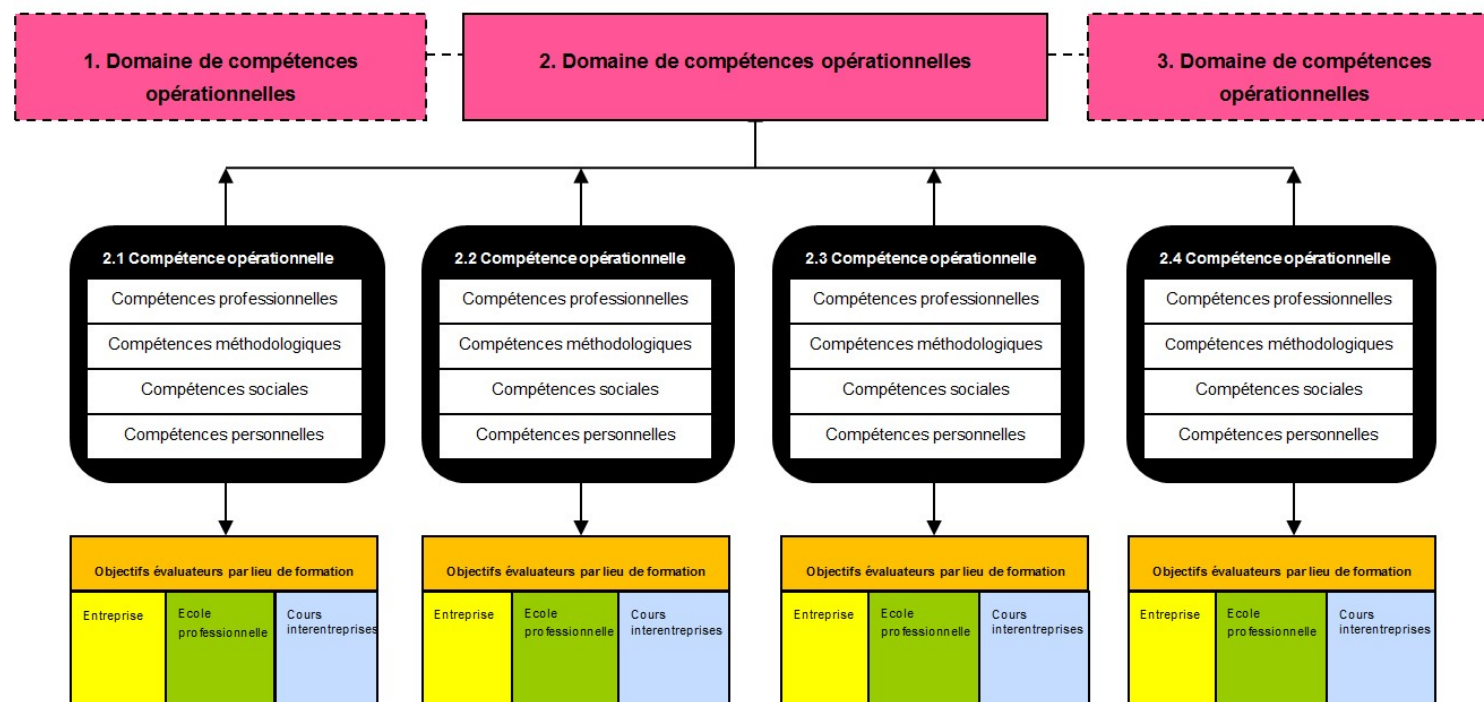 1. Domaine de compétences
opérationnelles
2. Domaine de compétences opérationnelles
3. Domaine de compétences
opérationnelles
2.1 Compétence opérationnelle
Compétences professionnelles
Compétences méthodologiques
Compétences sociales
Compétences personnelles
2.2 Compétence opérationnelle
Compétences professionnelles
Compétences méthodologiques
Compétences sociales
Compétences personnelles
2.3 Compétence opérationnelle
Compétences professionnelles
Compétences méthodologiques
Compétences sociales
Compétences personnelles
2.4 Compétence opérationnelle
Compétences professionnelles
Compétences méthodologiques
Compétences sociales
Compétences personnelles
Objectifs évaluateurs par lieu de formation
Entreprise
Ecole
professionnelle
Cours
interentreprises
Objectifs évaluateurs par lieu de formation
Entreprise
Ecole
professionnelle
Cours
interentreprises
Objectifs évaluateurs par lieu de formation
Entreprise
Ecole
professionnelle
Cours
interentreprises
Objectifs évaluateurs par lieu de formation
Entreprise
Ecole
professionnelle
Cours
interentreprises